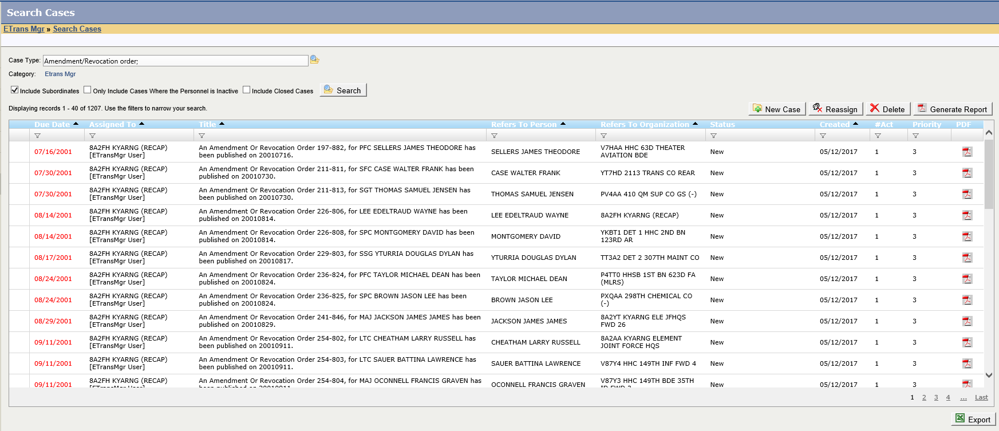 Search Cases
ETrans Mgr » Search Cases
Case Type: Amendment/Revocation order;
Category: Etrans Mgr
Include Subordinates Only Include Cases Where the Personnel is Inactive Include Closed Cases Search
Displaying records 1 - 40 of 1207. Use the filters to narrow your search.
New Case Reassign Delete Generate Report
Due Date Assigned To Title Refers To Person Refers To Organization Status Created #Act Priority PDF
07/16/2001 8A2FH KYARNG (RECAP) [ETransMgr User] An Amendment Or Revocation Order 197-882, for PFC SELLERS JAMES THEODORE has been published on 20010716. SELLERS JAMES THEODORE V7HAA HHC 63D THEATER AVIATION BDE New 05/12/2017 1 3
07/30/2001 8A2FH KYARNG (RECAP) [ETransMgr User] An Amendment Or Revocation Order 211-811, for SFC CASE WALTER FRANK has been published on 20010730. CASE WALTER FRANK YT7HD 2113 TRANS CO REAR New 05/12/2017 1 3
07/30/2001 8A2FH KYARNG (RECAP) [ETransMgr User] An Amendment Or Revocation Order 211-813, for SGT THOMAS SAMUEL JENSEN has been published on 20010730. THOMAS SAMUEL JENSEN PV4AA 410 QM SUP CO GS (-) New 05/12/2017 1 3
08/14/2001 8A2FH KYARNG (RECAP) [ETransMgr User] An Amendment Or Revocation Order 226-806, for LEE EDELTRAUD WAYNE has been published on 20010814. LEE EDELTRAUD WAYNE 8A2FH KYARNG (RECAP) New 05/12/2017 1 3
08/14/2001 8A2FH KYARNG (RECAP) [ETransMgr User] An Amendment Or Revocation Order 226-808, for SPC MONTGOMERY DAVID has been published on 20010814. MONTGOMERY DAVID YKBT1 DET 1 HHC 2ND BN 123RD AR New 05/12/2017 1 3
08/17/2001 8A2FH KYARNG (RECAP) [ETransMgr User] An Amendment Or Revocation Order 229-803, for SSG YTURRIA DOUGLAS DYLAN has been published on 20010817. YTURRIA DOUGLAS DYLAN TT3A2 DET 2 307TH MAINT CO New 05/12/2017 1 3
08/24/2001 8A2FH KYARNG (RECAP) [ETransMgr User] An Amendment Or Revocation Order 236-824, for PFC TAYLOR MICHAEL DEAN has been published on 20010824. TAYLOR MICHAEL DEAN P4TT0 HHSB 1ST BN 623D FA (MLRS) New 05/12/2017 1 3
08/24/2001 8A2FH KYARNG (RECAP) [ETransMgr User] An Amendment Or Revocation Order 236-825, for SPC BROWN JASON LEE has been published on 20010824. BROWN JASON LEE PXQAA 298TH CHEMICAL CO (-) New 05/12/2017 1 3
08/29/2001 8A2FH KYARNG (RECAP) [ETransMgr User] An Amendment Or Revocation Order 241-846, for MAJ JACKSON JAMES JAMES has been published on 20010829. JACKSON JAMES JAMES 8A2YT KYARNG ELE JFHQS FWD 26 New 05/12/2017 1 3
09/11/2001 8A2FH KYARNG (RECAP) [ETransMgr User] An Amendment Or Revocation Order 254-802, for LTC CHEATHAM LARRY RUSSELL has been published on 20010911. CHEATHAM LARRY RUSSELL 8A2AA KYARNG ELEMENT JOINT FORCE HQS New 05/12/2017 1 3
09/11/2001 8A2FH KYARNG (RECAP) [ETransMgr User] An Amendment Or Revocation Order 254-803, for LTC SAUER BATTINA LAWRENCE has been published on 20010911. SAUER BATTINA LAWRENCE V87Y4 HHC 149TH INF FWD 4 New 05/12/2017 1 3
09/11/2001 8A2FH KYARNG (RECAP) An Amendment Or Revocation Order 254-804, for MAJ OCONNELL FRANCIS GRAVEN has OCONNELL FRANCIS GRAVEN V87Y3 HHC 149TH BDE 35TH New 05/12/2017 1 3
1 2 3 4 ... Last
Export